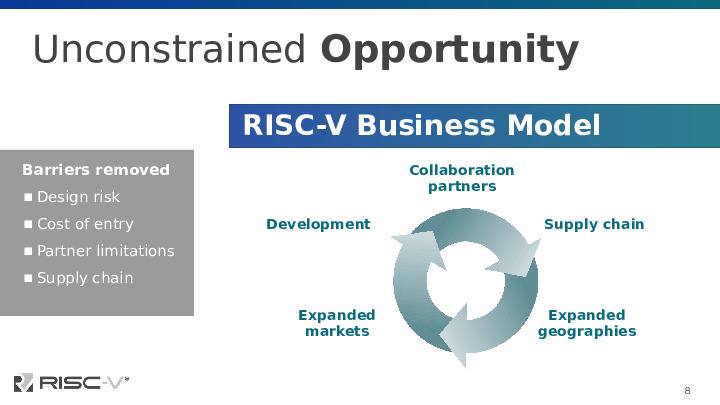 Unconstrained Opportunity
RISC-V Business Model
Barriers removed
■ Design risk
■ Cost of entry
■ Partner limitations
■ Supply chain
Collaboration
partners
Development
Supply chain
Expanded
markets
Expanded
geographies
RISC-V®
8